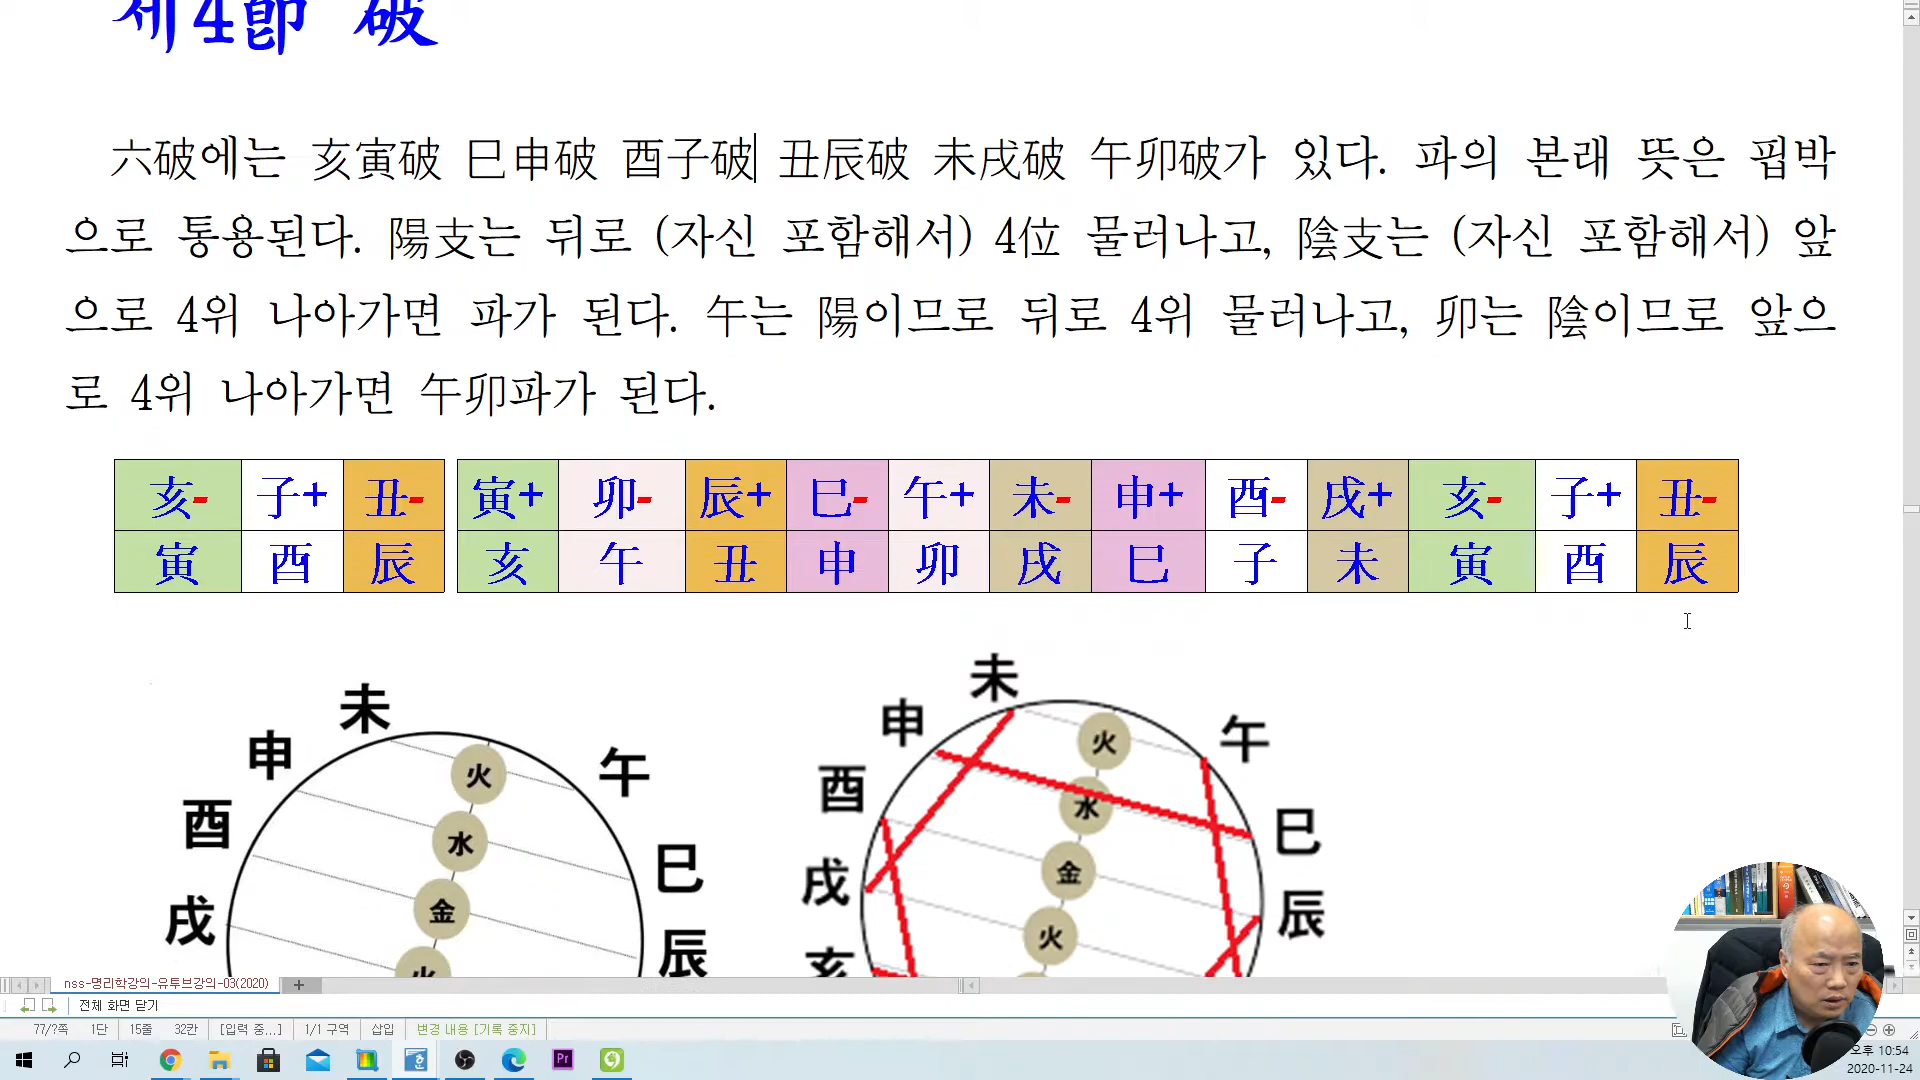 제4節 破
六破에는 亥寅破 巳申破 酉子破 丑辰破 未戌破 午卯破가 있다. 파의 본래 뜻은 핍박
으로 통용된다. 陽支는 뒤로 (자신 포함해서) 4位 물러나고, 陰支는 (자신 포함해서) 앞
으로 4위 나아가면 파가 된다. 午는 陽이므로 뒤로 4위 물러나고, 卯는 陰이므로 앞으
로 4위 나아가면 午卯파가 된다.
亥- 子+ 丑- 寅+ 卯- 辰+ 巳- 午+ 未- 申+ 酉- 戌+ 亥- 子+ 丑-
寅 酉 辰 亥 午 丑 申 卯 戌 巳 子 未 寅 酉 辰
未
申
午
酉
巳
戌
辰
火
水
金
火
未
申
午
酉
巳
戌
辰
亥
火
水
金
火
nss-명리학강의-유투브강의-03(2020)
전체 화면 닫기
77/?쪽 1단 15줄 32칸 [입력 중...] 1/1 구역 삽입 변경 내용 [기록 중지]
Pr
오후 10:54
2020-11-24